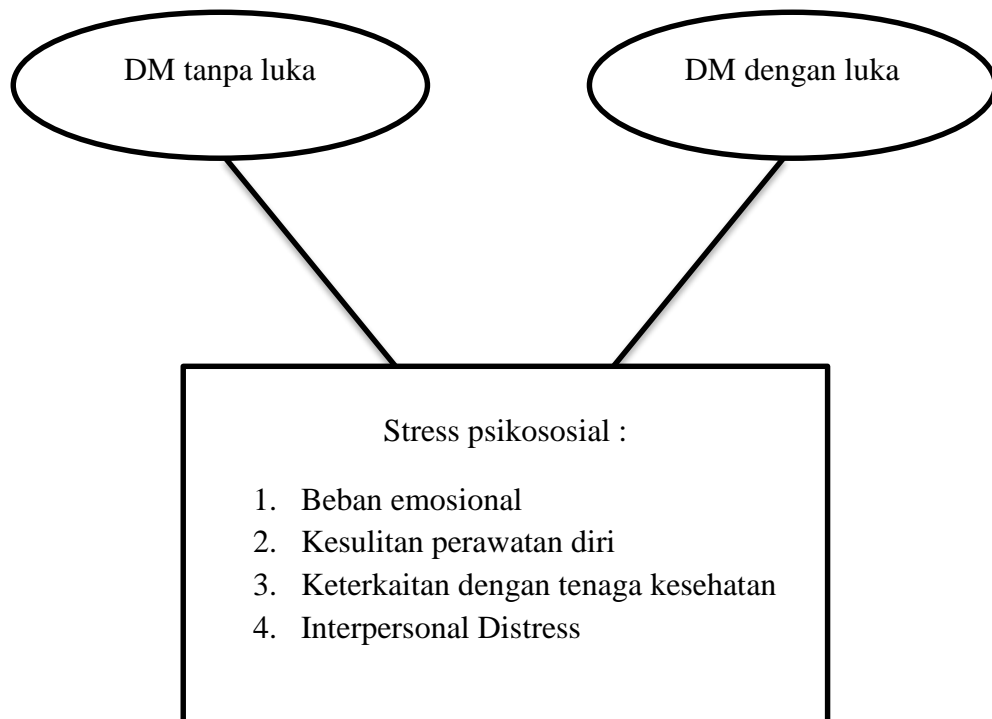 DM tanpa luka
DM dengan luka
Stress psikososial :
1. Beban emosional
2. Kesulitan perawatan diri
3. Keterkaitan dengan tenaga kesehatan
4. Interpersonal Distress